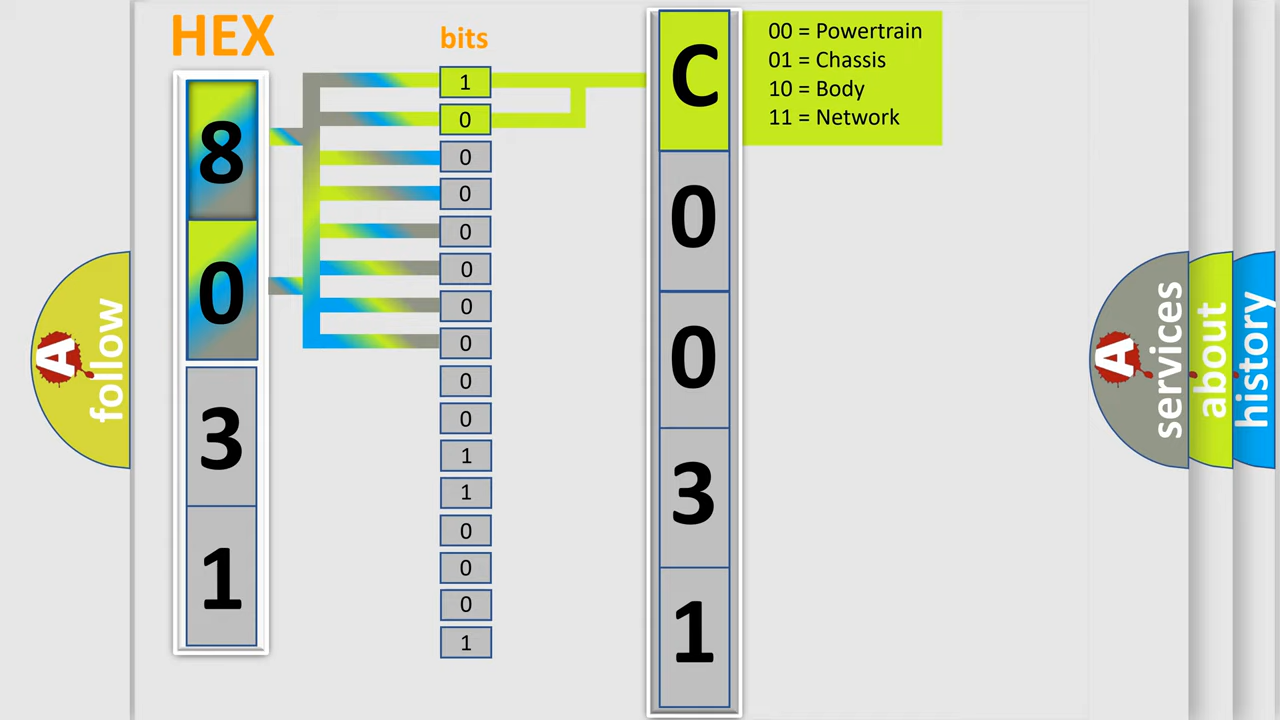 HEX
8
0
3
1
bits
1
0
0
0
0
0
0
0
0
0
1
1
0
0
0
1
C
0
0
3
1
00 = Powertrain
01 = Chassis
10 = Body
11 = Network
A
follow
A
services
about
history